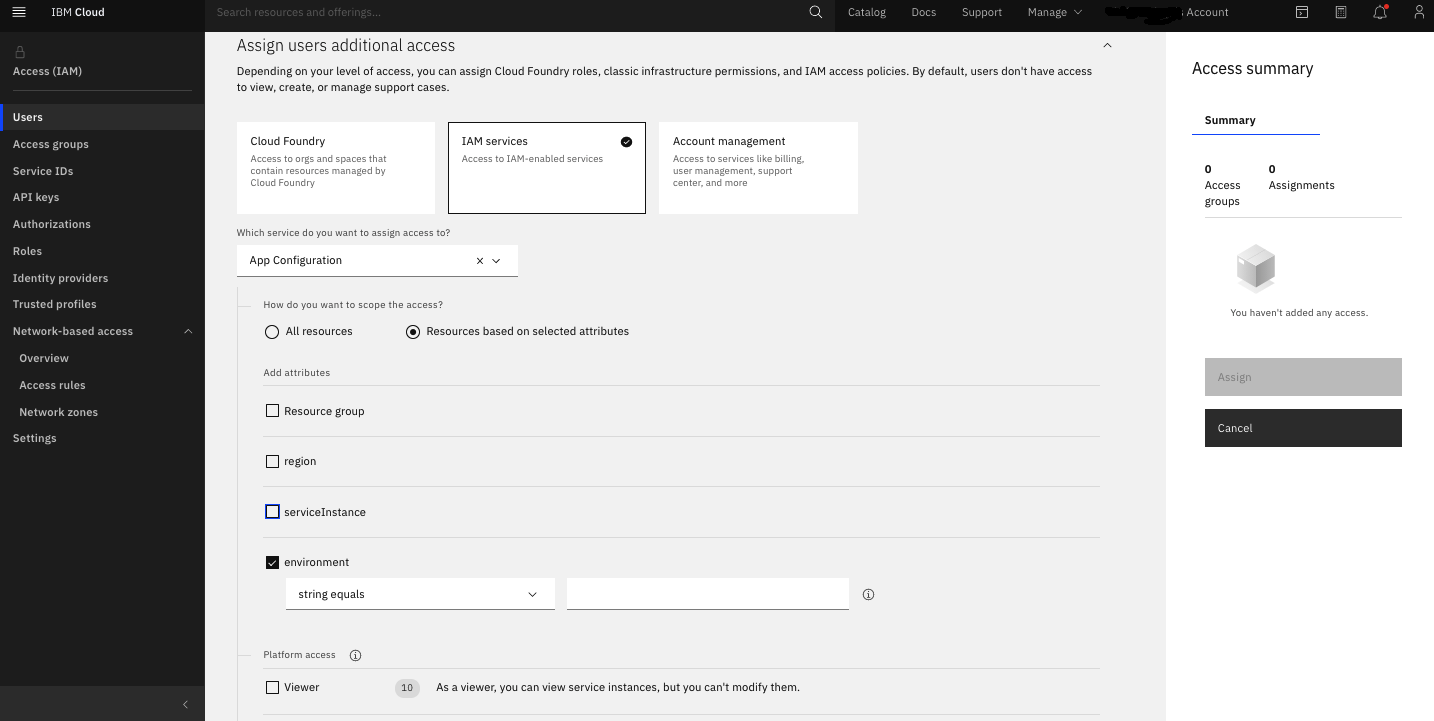 IBM Cloud
Search resources and offerings...
Catalog
Docs
Support
Manage
s Account
Access (IAM)
Users
Access groups
Service IDs
API keys
Authorizations
Roles
Identity providers
Trusted profiles
Network-based access
Overview
Access rules
Network zones
Settings
Assign users additional access
Depending on your level of access, you can assign Cloud Foundry roles, classic infrastructure permissions, and IAM access policies. By default, users don't have access
to view, create, or manage support cases.
Cloud Foundry
Access to orgs and spaces that
contain resources managed by
Cloud Foundry
IAM services
Access to IAM-enabled services
Account management
Access to services like billing,
user management, support
center, and more
Which service do you want to assign access to?
App Configuration
How do you want to scope the access?
All resources
Resources based on selected attributes
Add attributes
Resource group
region
serviceInstance
environment
string equals
Platform access
Viewer
10
As a viewer, you can view service instances, but you can't modify them.
Access summary
Summary
0
Access
groups
0
Assignments
You haven't added any access.
Assign
Cancel